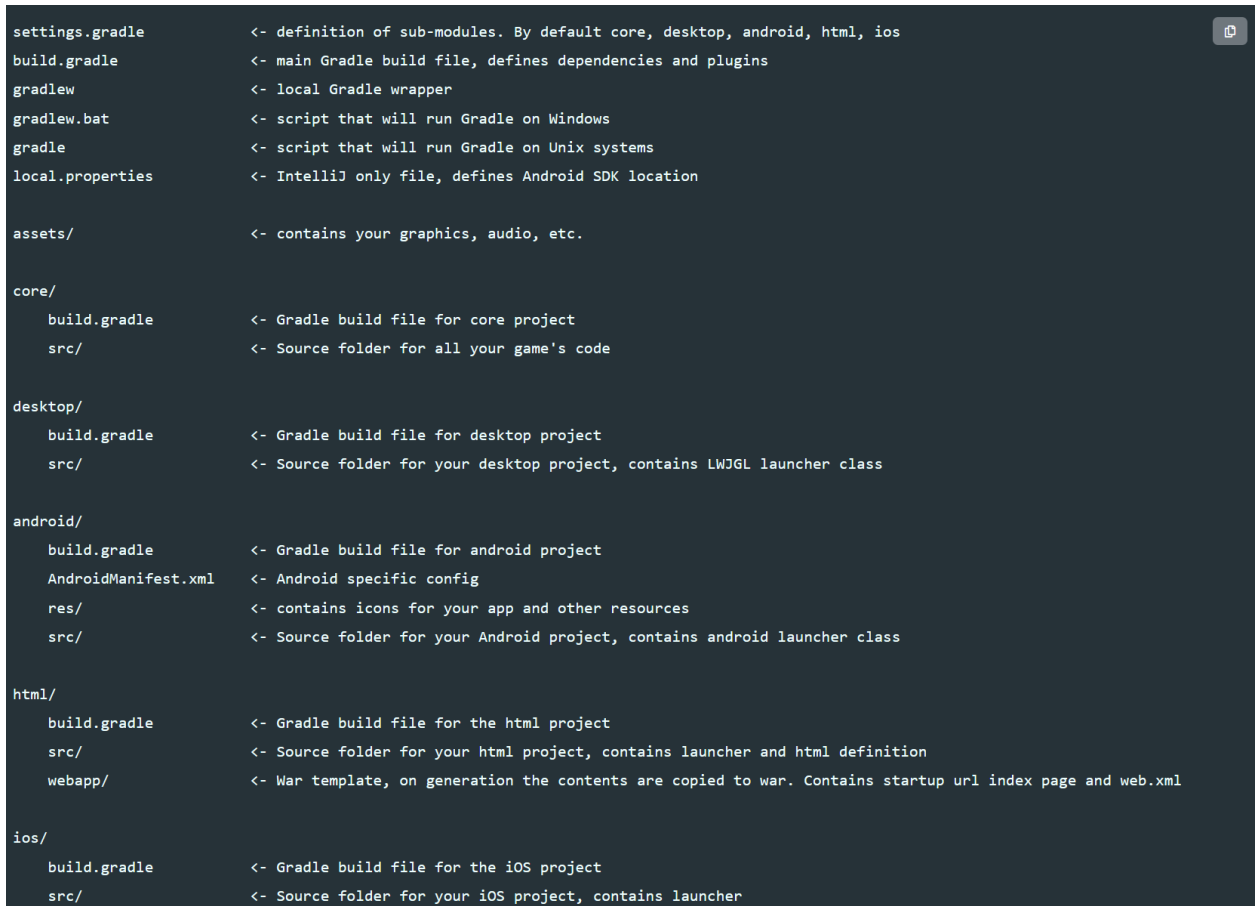 settings.gradle            <- definition of sub-modules. By default core, desktop, android, html, ios
build.gradle               <- main Gradle build file, defines dependencies and plugins
gradlew                    <- local Gradle wrapper
gradlew.bat                <- script that will run Gradle on Windows
gradle                     <- script that will run Gradle on Unix systems
local.properties           <- IntelliJ only file, defines Android SDK location

assets/                    <- contains your graphics, audio, etc.

core/
    build.gradle           <- Gradle build file for core project
    src/                   <- Source folder for all your game's code

desktop/
    build.gradle           <- Gradle build file for desktop project
    src/                   <- Source folder for your desktop project, contains LWJGL launcher class

android/
    build.gradle           <- Gradle build file for android project
    AndroidManifest.xml    <- Android specific config
    res/                   <- contains icons for your app and other resources
    src/                   <- Source folder for your Android project, contains android launcher class

html/
    build.gradle           <- Gradle build file for the html project
    src/                   <- Source folder for your html project, contains launcher and html definition
    webapp/                <- War template, on generation the contents are copied to war. Contains startup url index page and web.xml

ios/
    build.gradle           <- Gradle build file for the iOS project
    src/                   <- Source folder for your iOS project, contains launcher